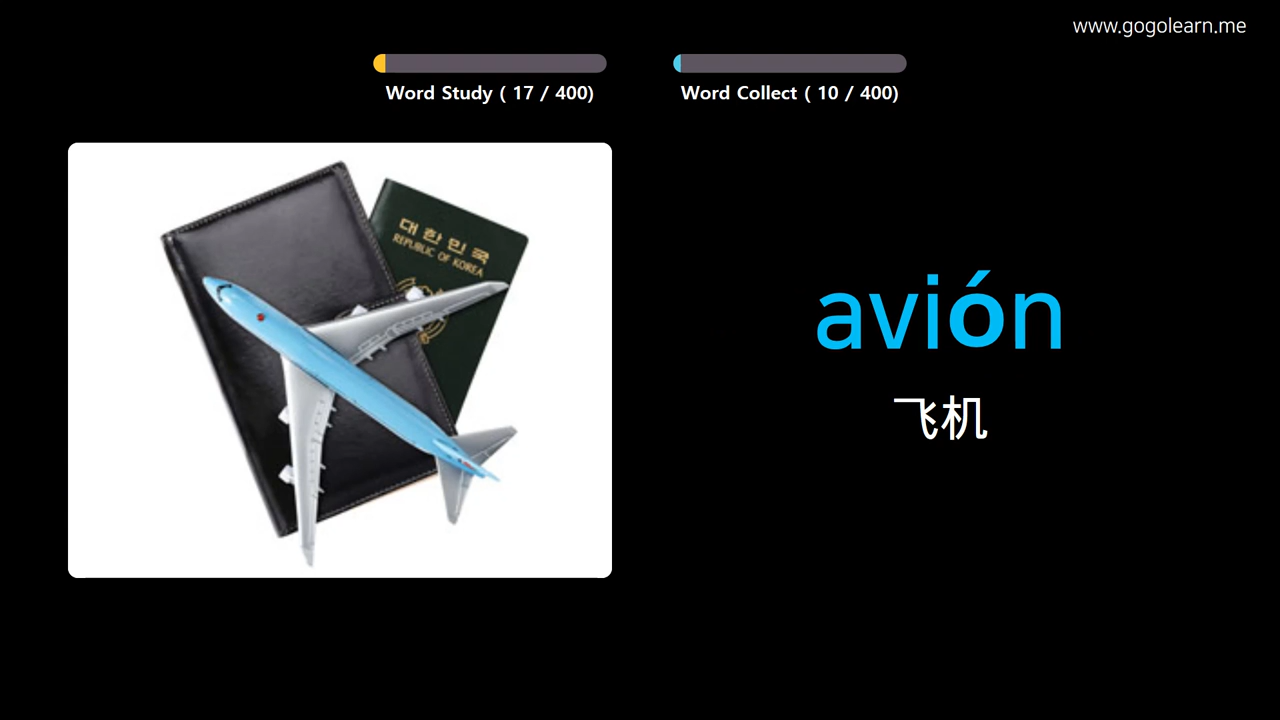 www.gogolearn.me
Word Study ( 17 / 400)
Word Collect ( 10 / 400)
대한민국
REPUBLIC OF KOREA
avión
飞机